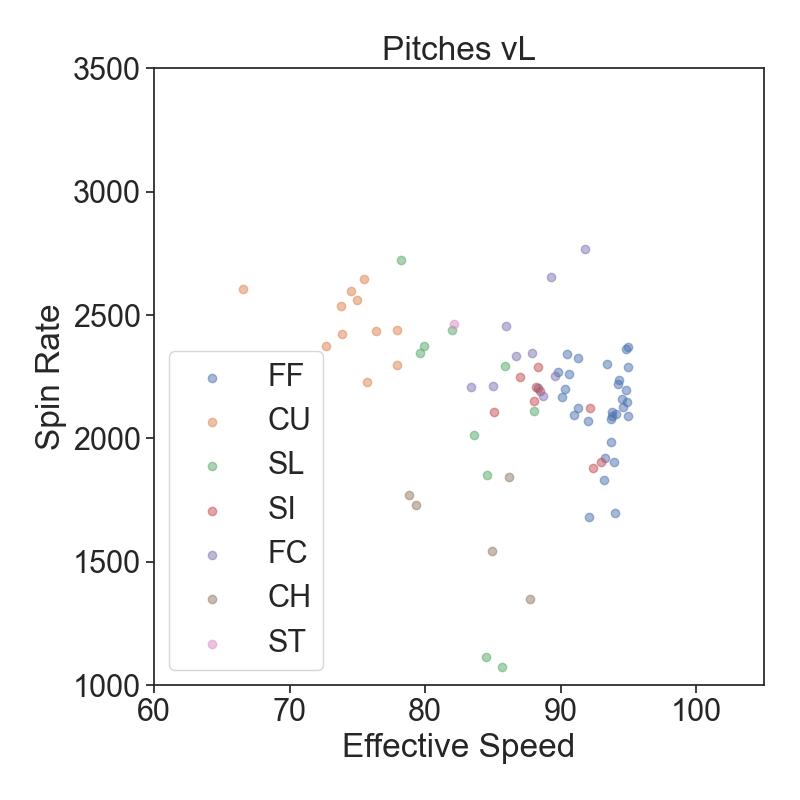 Pitches vL
3500
3000
2500
2000
1500
1000
Spin Rate
FF
CU
SL
SI
FC
CH
ST
60 70 80 90 100
Effective Speed